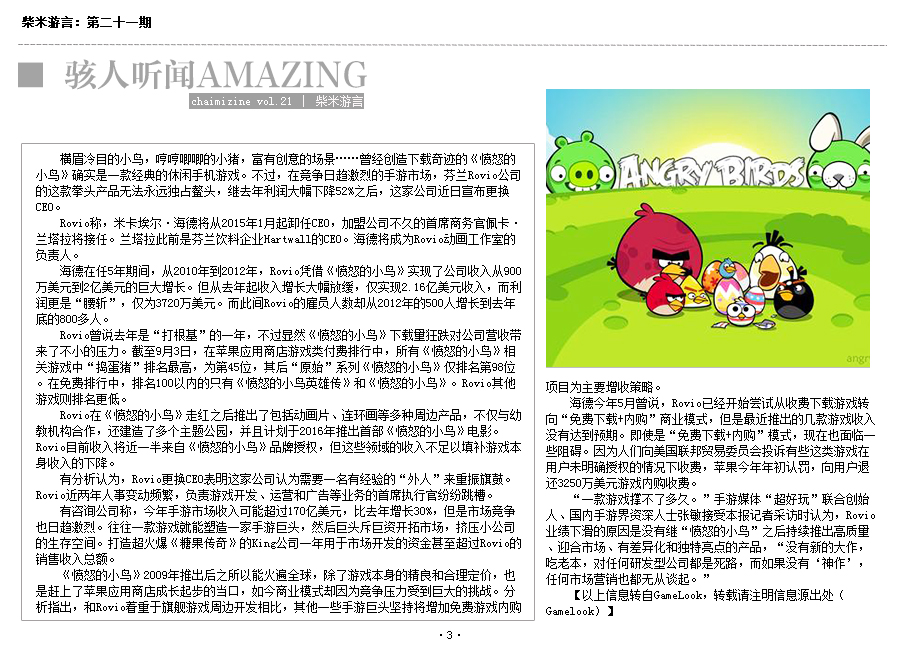 柴米游言：第二十一期
骇人听闻AMAZING
chaimizine vol.21 | 柴米游言
横眉冷目的小鸟，哼哼唧唧的小猪，富有创意的场景……曾经创造下载奇迹的《愤怒的
小鸟》确实是一款经典的休闲手机游戏。不过，在竞争日趋激烈的手游市场，芬兰Rovio公司
的这款拳头产品无法永远独占鳌头，继去年利润大幅下降52%之后，这家公司近日宣布更换
CEO。
Rovio称，米卡埃尔·海德将从2015年1月起卸任CEO，加盟公司不久的首席商务官佩卡·
兰塔拉将接任。兰塔拉此前是芬兰饮料企业Hartwall的CEO。海德将成为Rovio动画工作室的
负责人。
海德在任5年期间，从2010年到2012年，Rovio凭借《愤怒的小鸟》实现了公司收入从900
万美元到2亿美元的巨大增长。但从去年起收入增长大幅放缓，仅实现2.16亿美元收入，而利
润更是“腰斩”，仅为3720万美元。而此间Rovio的雇员人数却从2012年的500人增长到去年
底的800多人。
Rovio曾说去年是“打根基”的一年，不过显然《愤怒的小鸟》下载量狂跌对公司营收带
来了不小的压力。截至9月3日，在苹果应用商店游戏类付费排行中，所有《愤怒的小鸟》相
关游戏中“捣蛋猪”排名最高，为第45位，其后“原始”系列《愤怒的小鸟》仅排名第98位
。在免费排行中，排名100以内的只有《愤怒的小鸟英雄传》和《愤怒的小鸟》。Rovio其他
游戏则排名更低。
Rovio在《愤怒的小鸟》走红之后推出了包括动画片、连环画等多种周边产品，不仅与幼
教机构合作，还建造了多个主题公园，并且计划于2016年推出首部《愤怒的小鸟》电影。
Rovio目前收入将近一半来自《愤怒的小鸟》品牌授权，但这些领域的收入不足以填补游戏本
身收入的下降。
有分析认为，Rovio更换CEO表明这家公司认为需要一名有经验的“外人”来重振旗鼓。
Rovio近两年人事变动频繁，负责游戏开发、运营和广告等业务的首席执行官纷纷跳槽。
有咨询公司称，今年手游市场收入可能超过170亿美元，比去年增长30%，但是市场竞争
也日趋激烈。往往一款游戏就能塑造一家手游巨头，然后巨头斥巨资开拓市场，挤压小公司
的生存空间。打造超火爆《糖果传奇》的King公司一年用于市场开发的资金甚至超过Rovio的
销售收入总额。
《愤怒的小鸟》2009年推出后之所以能火遍全球，除了游戏本身的精良和合理定价，也
是赶上了苹果应用商店成长起步的当口，如今商业模式却因为竞争压力受到巨大的挑战。分
析指出，和Rovio着重于旗舰游戏周边开发相比，其他一些手游巨头坚持将增加免费游戏内购
ANGRY BIRDS
angr
项目为主要增收策略。
海德今年5月曾说，Rovio已经开始尝试从收费下载游戏转
向“免费下载+内购”商业模式，但是最近推出的几款游戏收入
没有达到预期。即使是“免费下载+内购”模式，现在也面临一
些阻碍。因为人们向美国联邦贸易委员会投诉有些这类游戏在
用户未明确授权的情况下收费，苹果今年年初认罚，向用户退
还3250万美元游戏内购收费。
“一款游戏撑不了多久。”手游媒体“超好玩”联合创始
人、国内手游界资深人士张敏接受本报记者采访时认为，Rovio
业绩下滑的原因是没有继“愤怒的小鸟”之后持续推出高质量
、迎合市场、有差异化和独特亮点的产品，“没有新的大作，
吃老本，对任何研发型公司都是死路，而如果没有‘神作’，
任何市场营销也都无从谈起。”
【以上信息转自GameLook，转载请注明信息源出处（
Gamelook）】
·3·